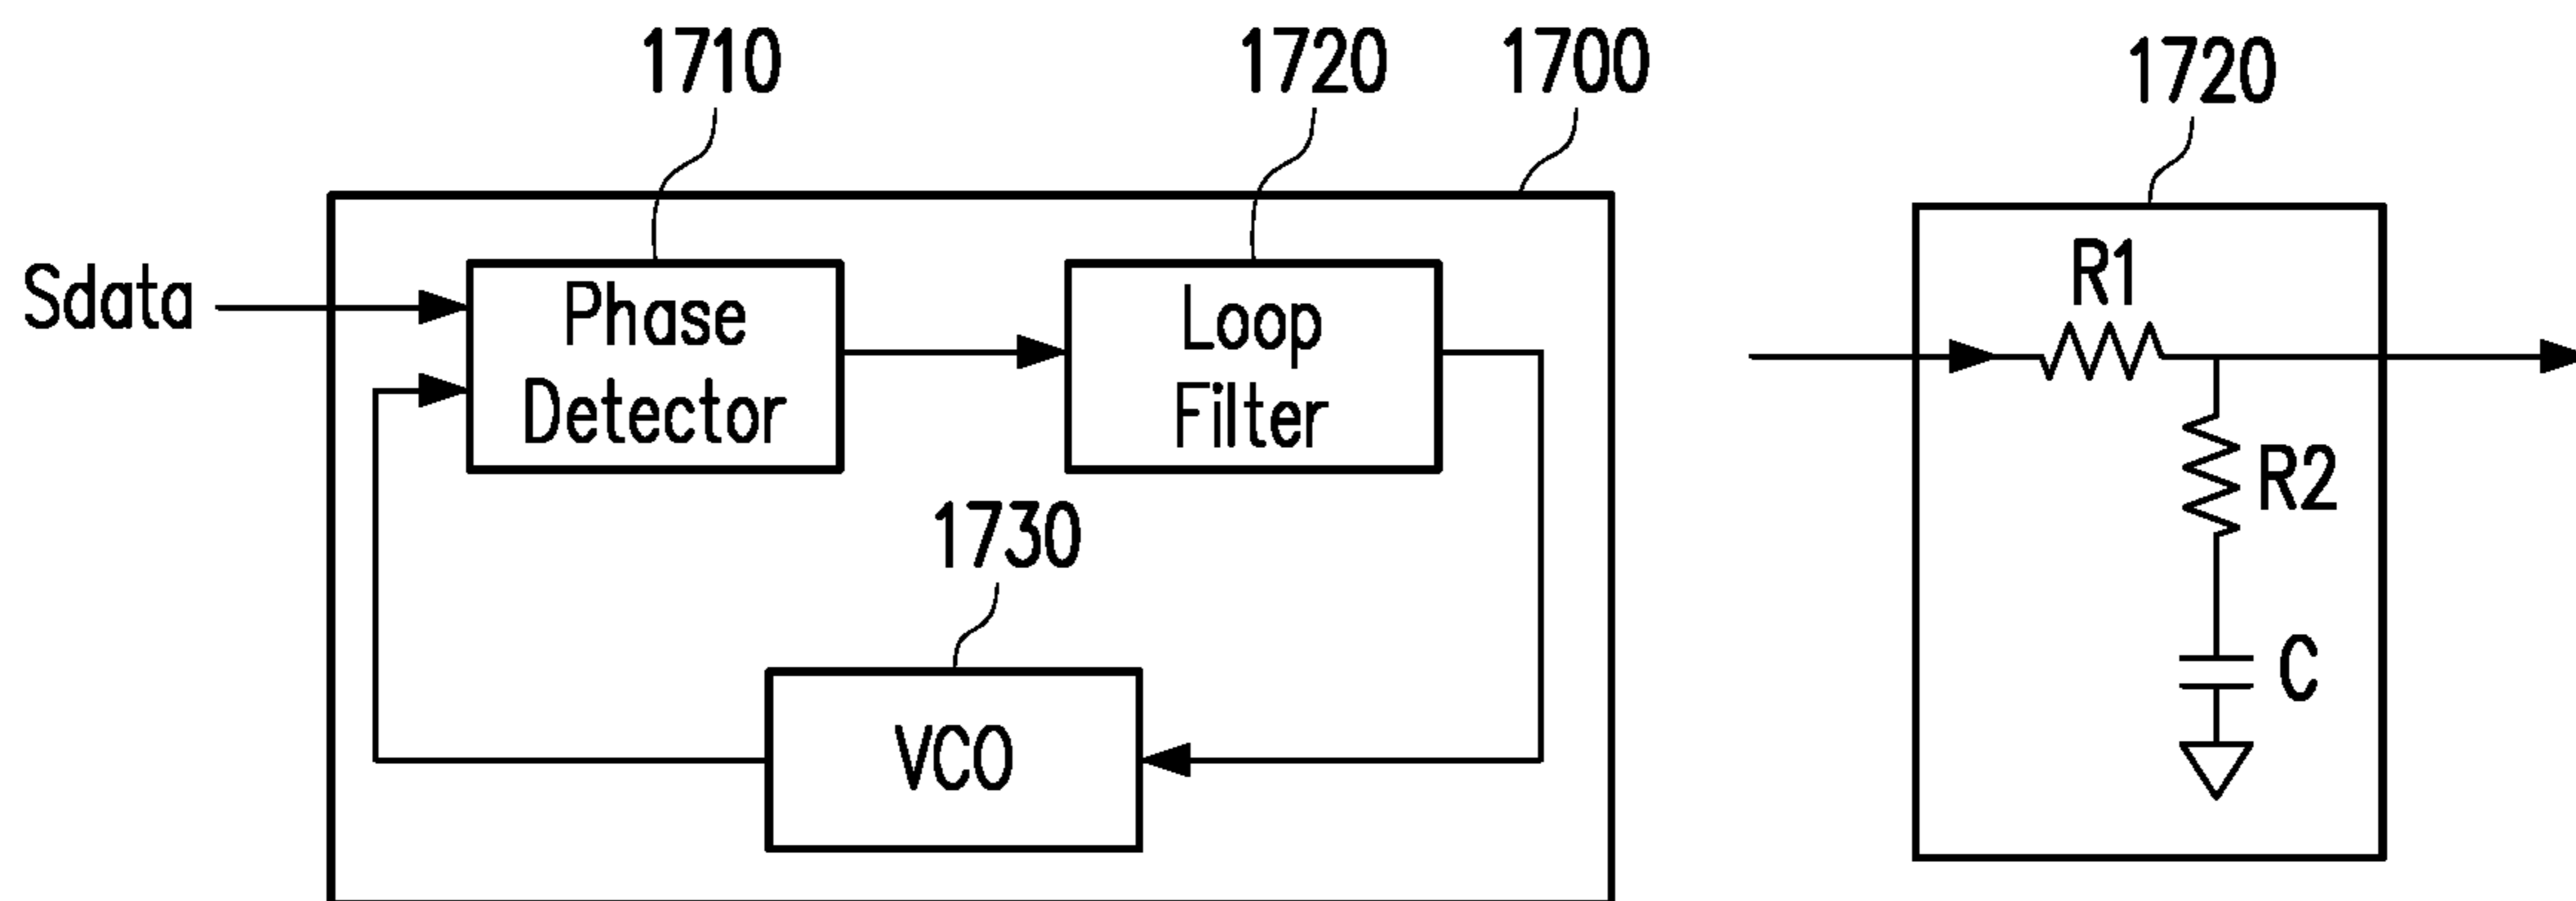 1710
1720
1700
1720
Sdata
Phase
Detector
Loop
Filter
R1
R2
1730
C
VCO